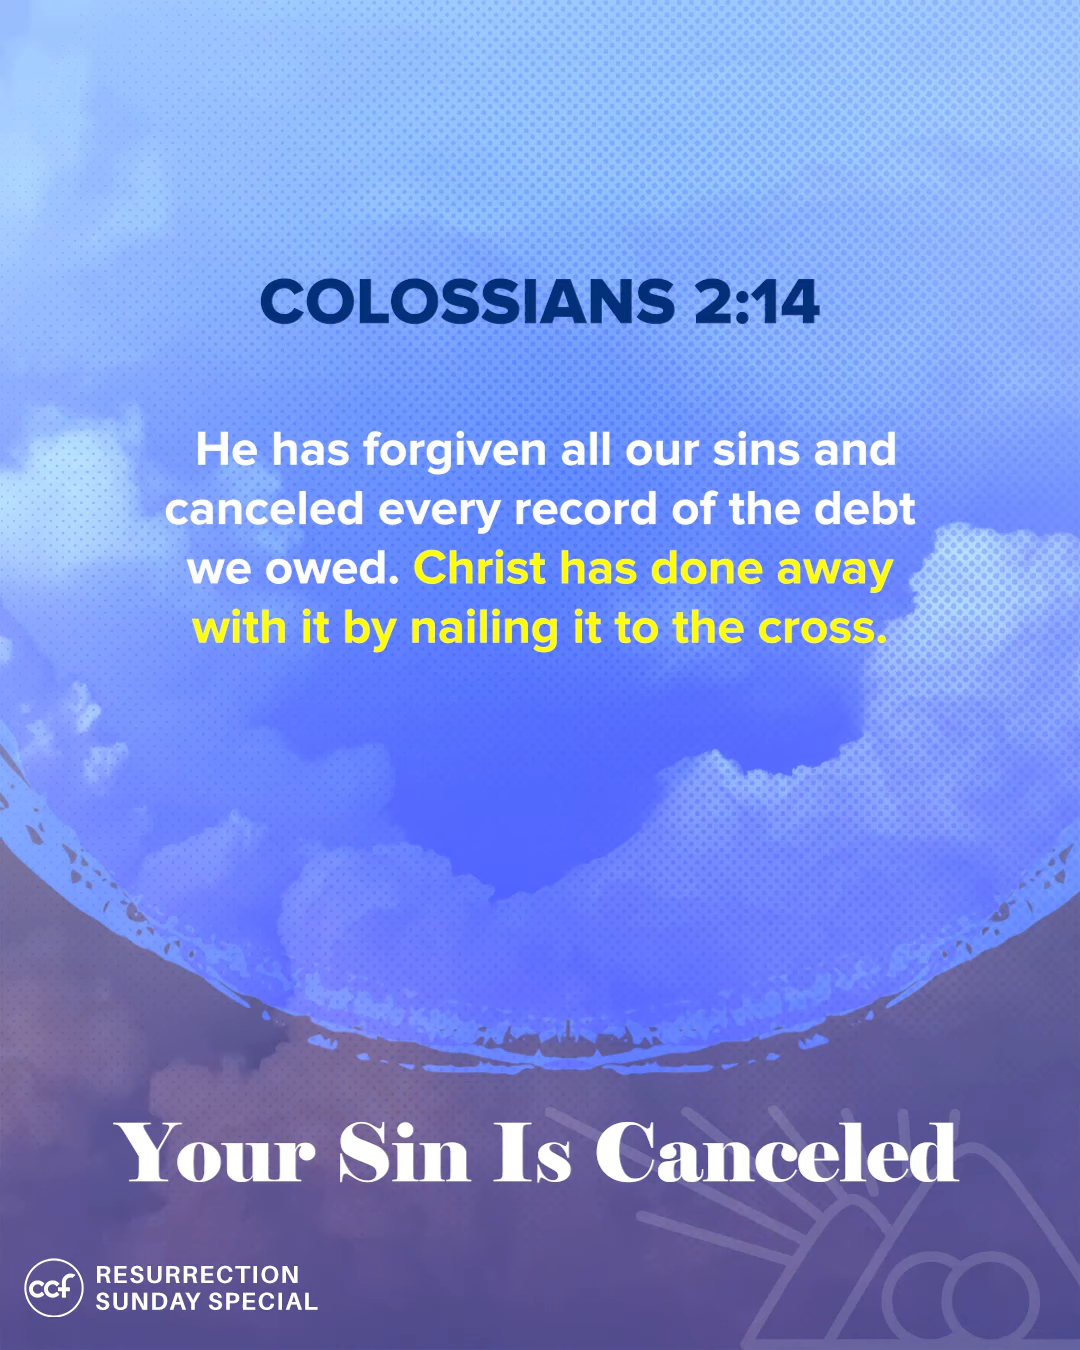 COLOSSIANS 2:14
He has forgiven all our sins and
canceled every record of the debt
we owed. Christ has done away
with it by nailing it to the cross.
Your Sin Is Canceled
ccf
RESURRECTION
SUNDAY SPECIAL